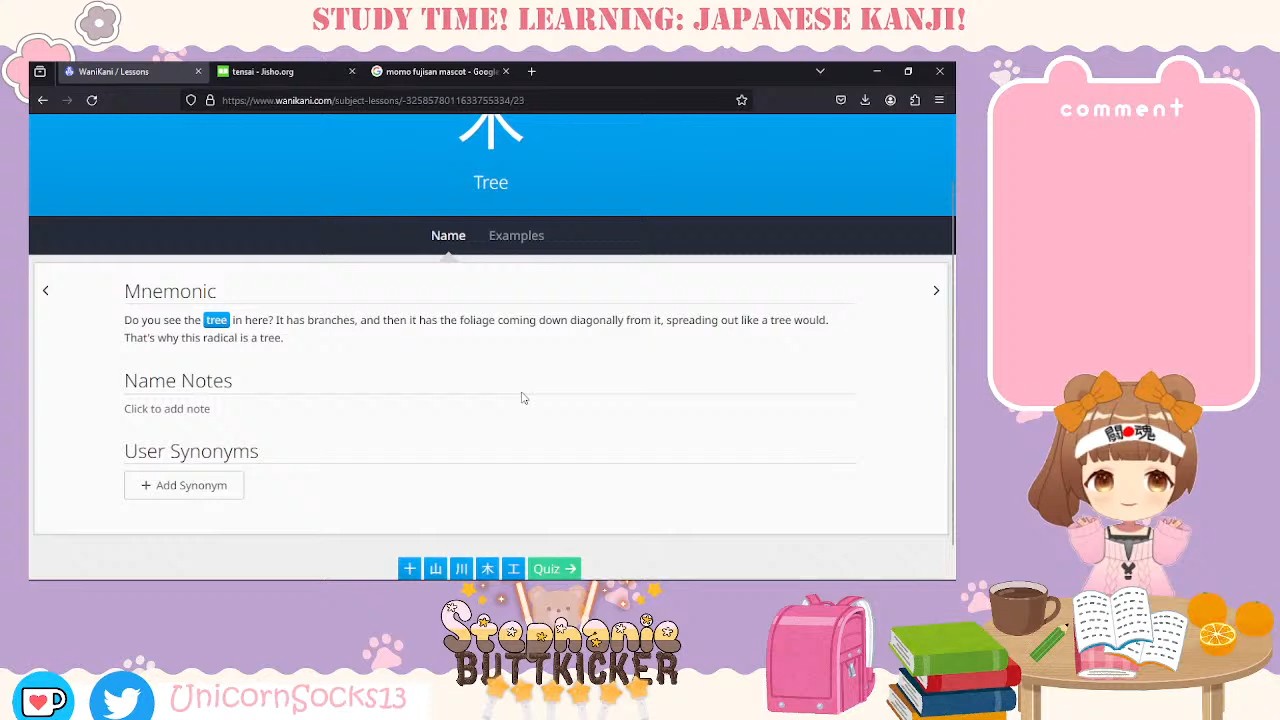 STUDY TIME! LEARNING: JAPANESE KANJI!
WaniKani / Lessons
tensai - Jisho.org
momo fujisan mascot - Google
https://www.wanikani.com/subject-lessons/-3258578011633755334/23
comment
木
Tree
Name Examples
Mnemonic
Do you see the tree in here? It has branches, and then it has the foliage coming down diagonally from it, spreading out like a tree would.
That's why this radical is a tree.
Name Notes
Click to add note
User Synonyms
+ Add Synonym
十 山 川 木 工 Quiz →
闘魂
Stephanie
BUTTKICKER
UnicornSocks13